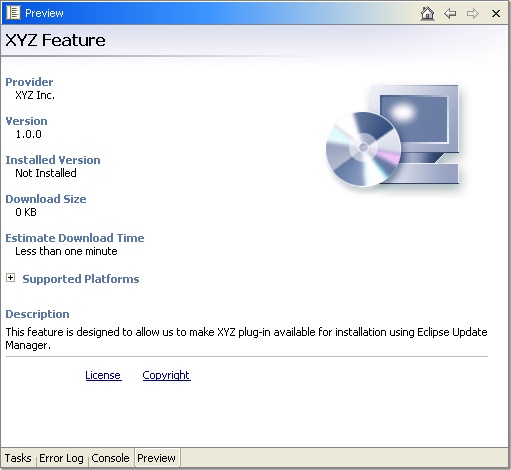 Preview
XYZ Feature
Provider
XYZ Inc.
Version
1.0.0
Installed Version
Not Installed
Download Size
0 KB
Estimate Download Time
Less than one minute
Supported Platforms
Description
This feature is designed to allow us to make XYZ plug-in available for installation using Eclipse Update
Manager.
License Copyright
Tasks Error Log Console Preview